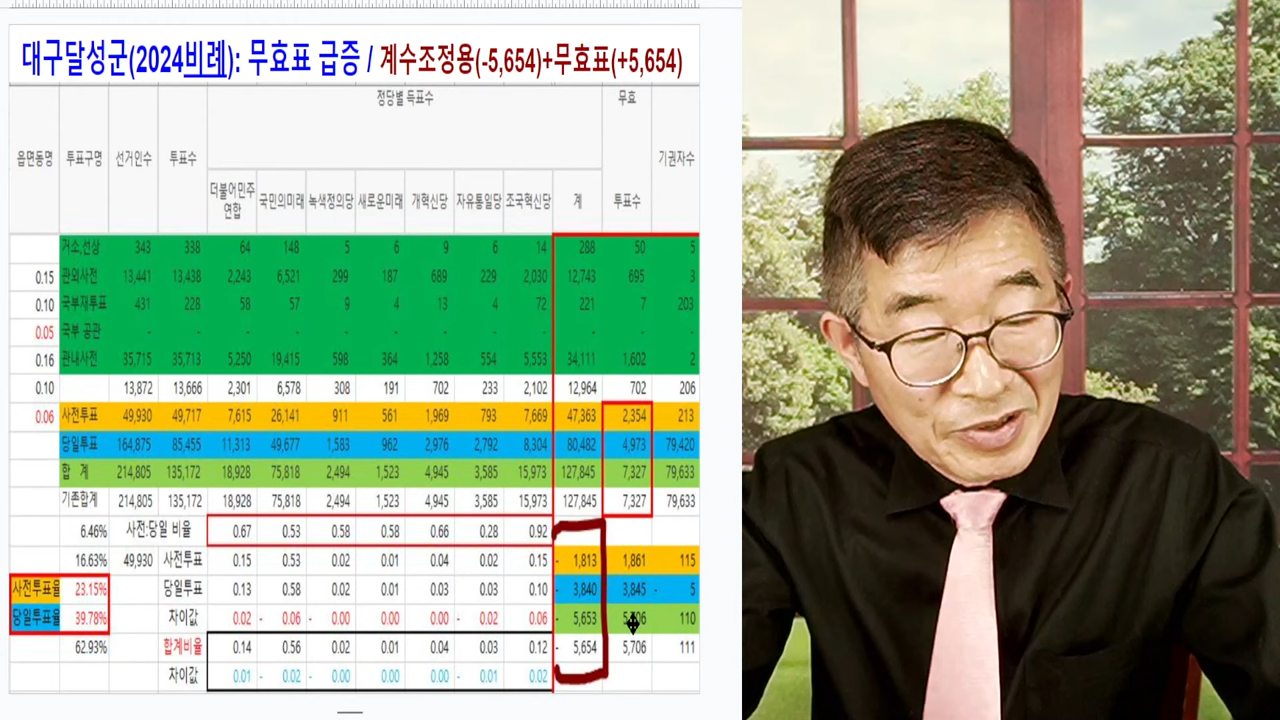 대구달성군(2024비례): 무효표 급증 / 계수조정용(-5,654)+무효표(+5,654)
정당별 득표수 무효
읍면동명 투표구명 선거인수 투표수 기권자수
더불어민주연합 국민의미래 녹색정의당 새로운미래 개혁신당 자유통일당 조국혁신당 계 투표수
거소,선상 343 338 64 148 5 6 9 6 14 288 50 5
0.15 관외사전 13,441 13,438 2,243 6,521 299 187 689 229 2,030 12,743 695 3
0.10 국부재투표 431 228 58 57 9 4 13 4 72 221 7 203
0.05 국부 공관 - - - - - - - - - - - -
0.16 관내사전 35,715 35,713 5,250 19,415 598 364 1,258 554 5,553 34,111 1,602 2
0.10 13,872 13,666 2,301 6,578 308 191 702 233 2,102 12,964 702 206
0.06 사전투표 49,930 49,717 7,615 26,141 911 561 1,969 793 7,669 47,363 2,354 213
당일투표 164,875 85,455 11,313 49,677 1,583 962 2,976 2,792 8,304 80,482 4,973 79,420
합 계 214,805 135,172 18,928 75,818 2,494 1,523 4,945 3,585 15,973 127,845 7,327 79,633
기존합계 214,805 135,172 18,928 75,818 2,494 1,523 4,945 3,585 15,973 127,845 7,327 79,633
6.46% 사전:당일 비율 0.67 0.53 0.58 0.58 0.66 0.28 0.92
16.63% 49,930 사전투표 0.15 0.53 0.02 0.01 0.04 0.02 0.15 - 1,813 1,861 115
사전투표율 23.15% 당일투표 0.13 0.58 0.02 0.01 0.03 0.03 0.10 - 3,840 3,845 - 5
당일투표율 39.78% 차이값 0.02 - 0.06 - 0.00 0.00 0.00 - 0.02 0.06 - 5,653 110
62.93% 합계비율 0.14 0.56 0.02 0.01 0.04 0.03 0.12 - 5,654 5,706 111
차이값 0.01 - 0.02 - 0.00 0.00 0.00 - 0.01 0.02